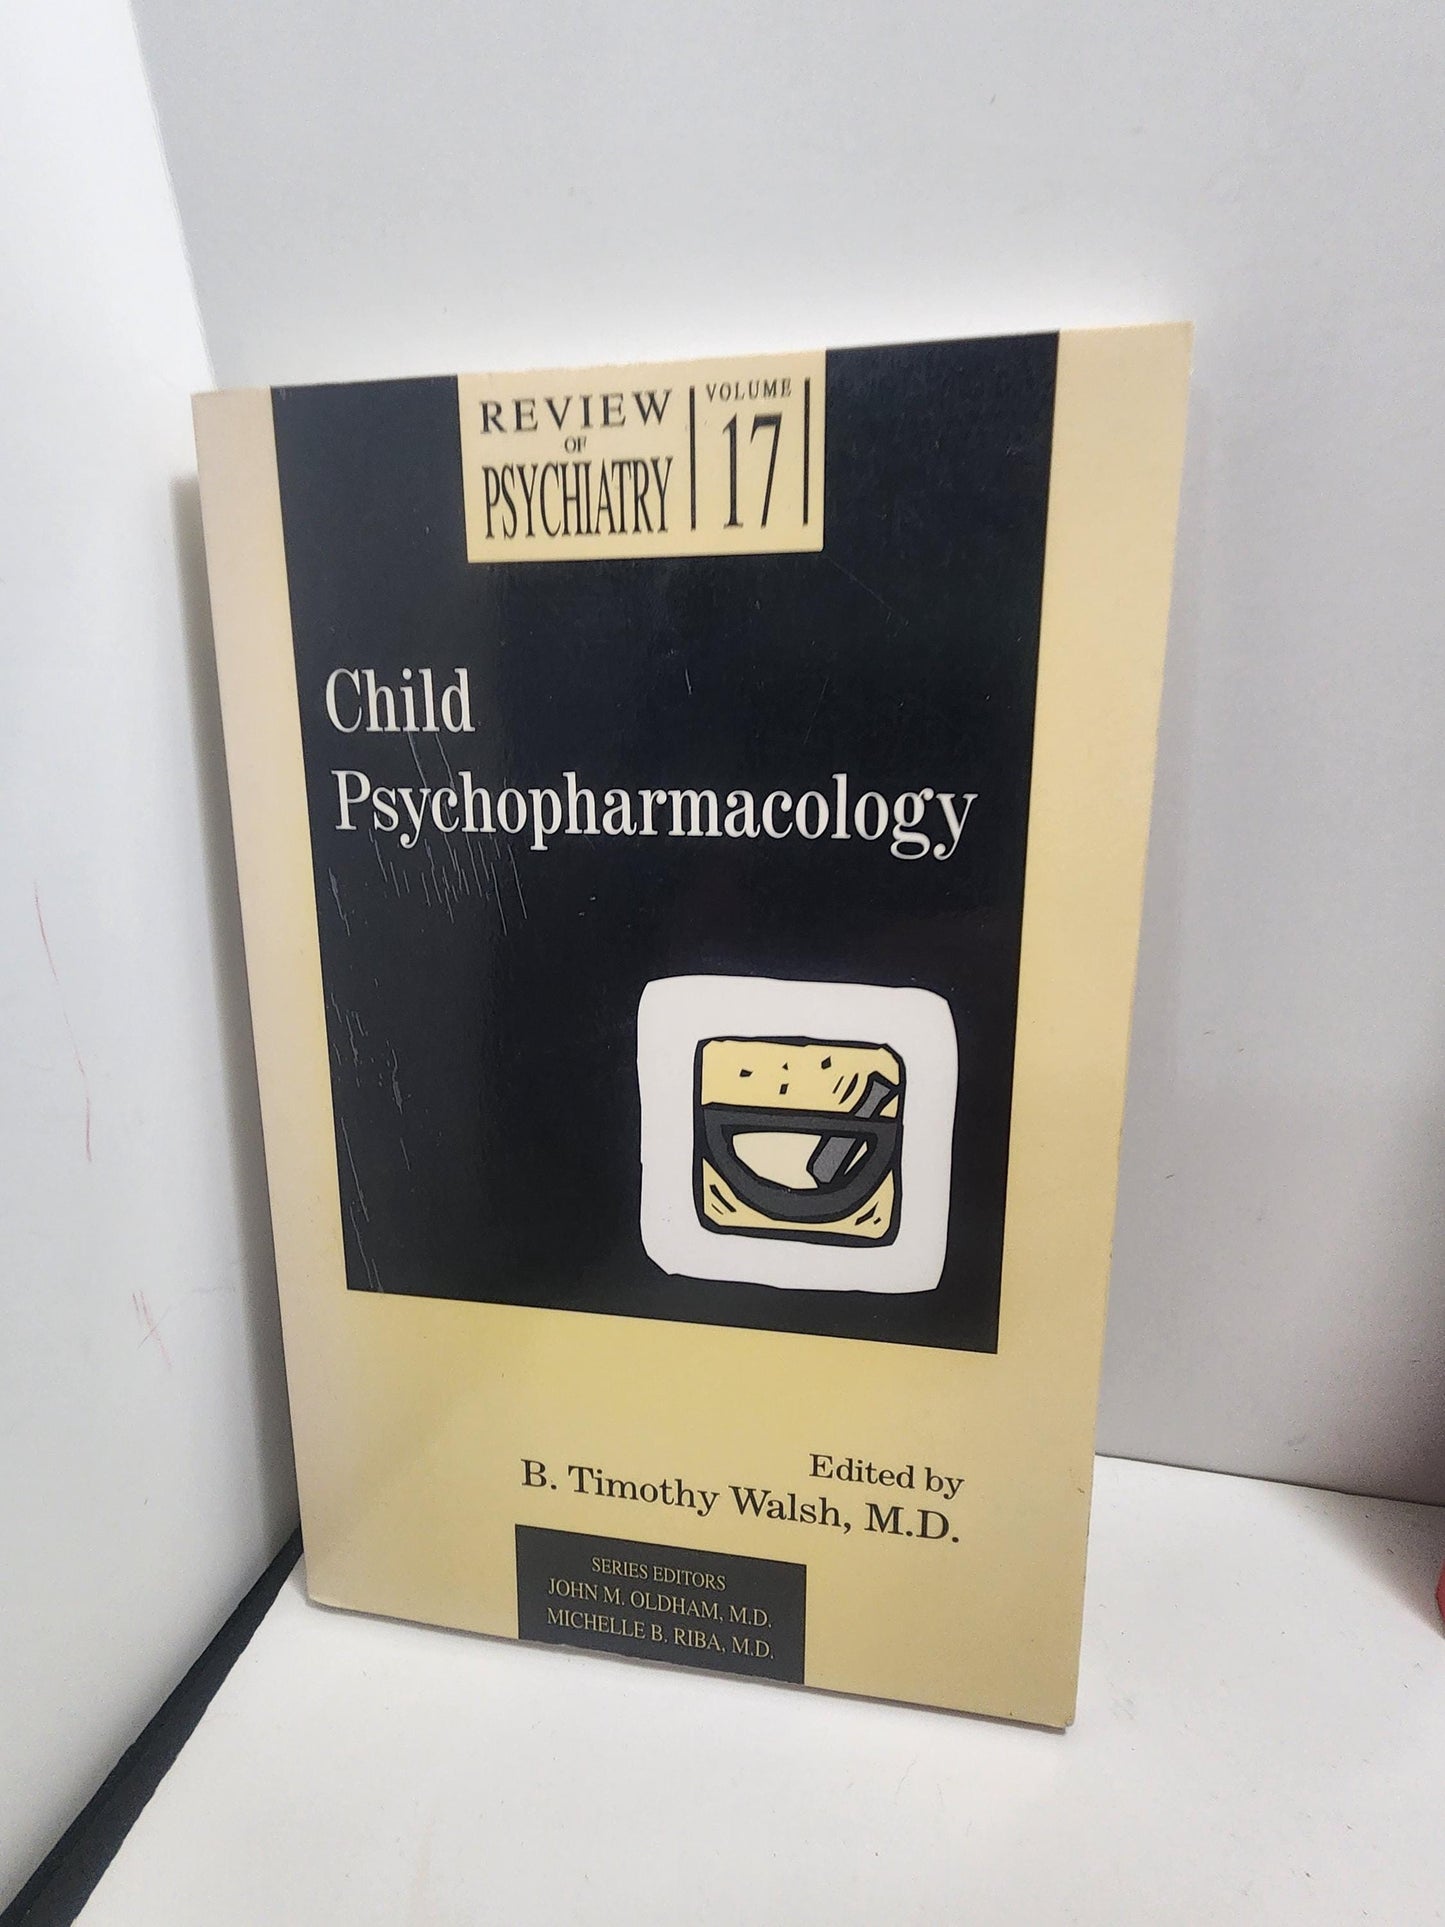 REVIEW
OF
PSYCHIATRY
VOLUME
17
Child
Psychopharmacology
Edited by
B. Timothy Walsh, M.D.
SERIES EDITORS
JOHN M. OLDHAM, M.D.
MICHELLE B. RIBA, M.D.